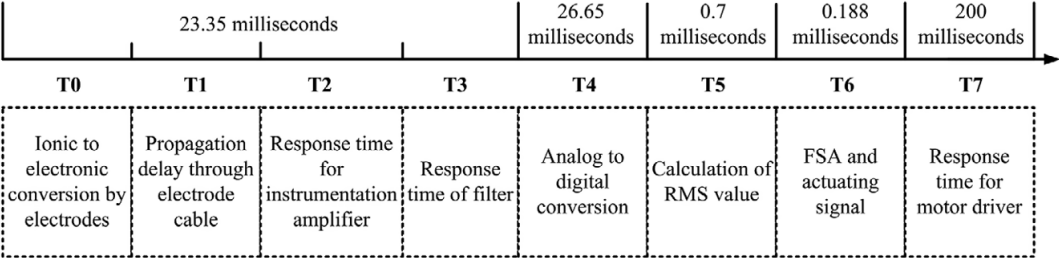 23.35 milliseconds
26.65
milliseconds
0.7
milliseconds
0.188
milliseconds
200
milliseconds
T0
T1
T2
T3
T4
T5
T6
T7
Ionic to
electronic
conversion by
electrodes
Propagation
delay through
electrode
cable
Response time
for
instrumentation
amplifier
Response
time of filter
Analog to
digital
conversion
Calculation of
RMS value
FSA and
actuating
signal
Response
time for
motor driver